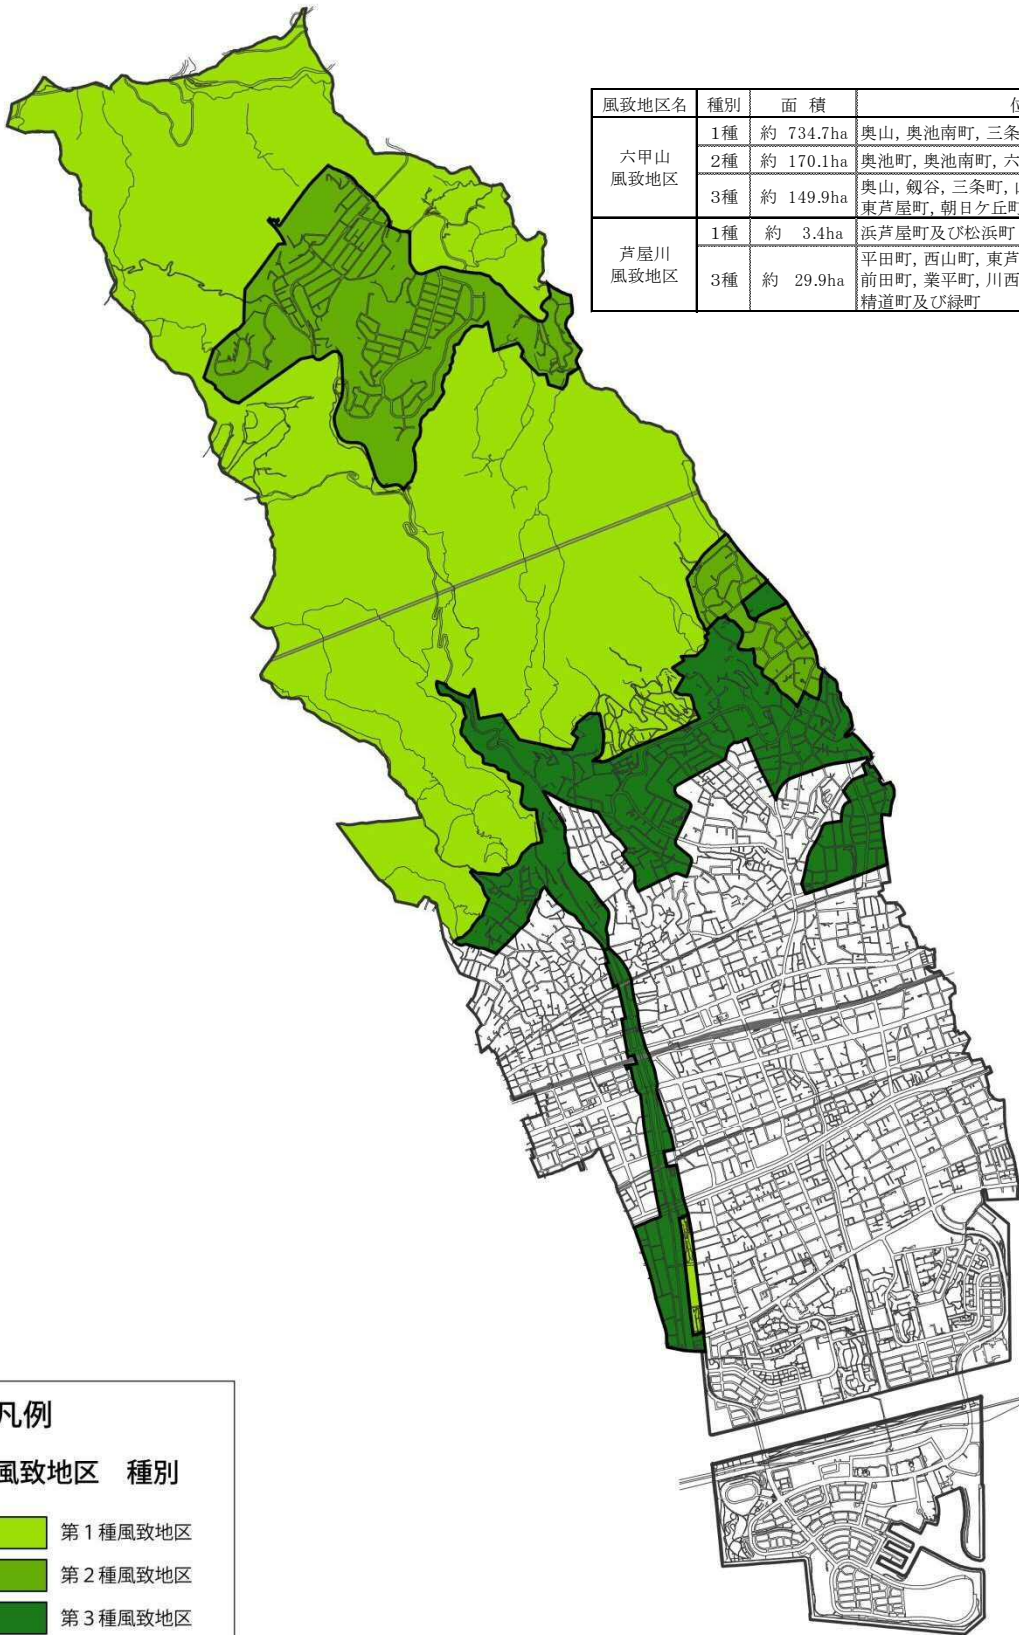 風致地区名 種別 面 積
六甲山
風致地区
1種 約 734.7ha 奥山, 奥池南町, 三条
2種 約 170.1ha 奥池町, 奥池南町, 六
3種 約 149.9ha 奥山, 剱谷, 三条町,
東芦屋町, 朝日ケ丘町
芦屋川
風致地区
1種 約 3.4ha 浜芦屋町及び松浜町
3種 約 29.9ha 平田町, 西山町, 東芦
前田町, 業平町, 川西
精道町及び緑町
凡例
風致地区 種別
第1種風致地区
第2種風致地区
第3種風致地区